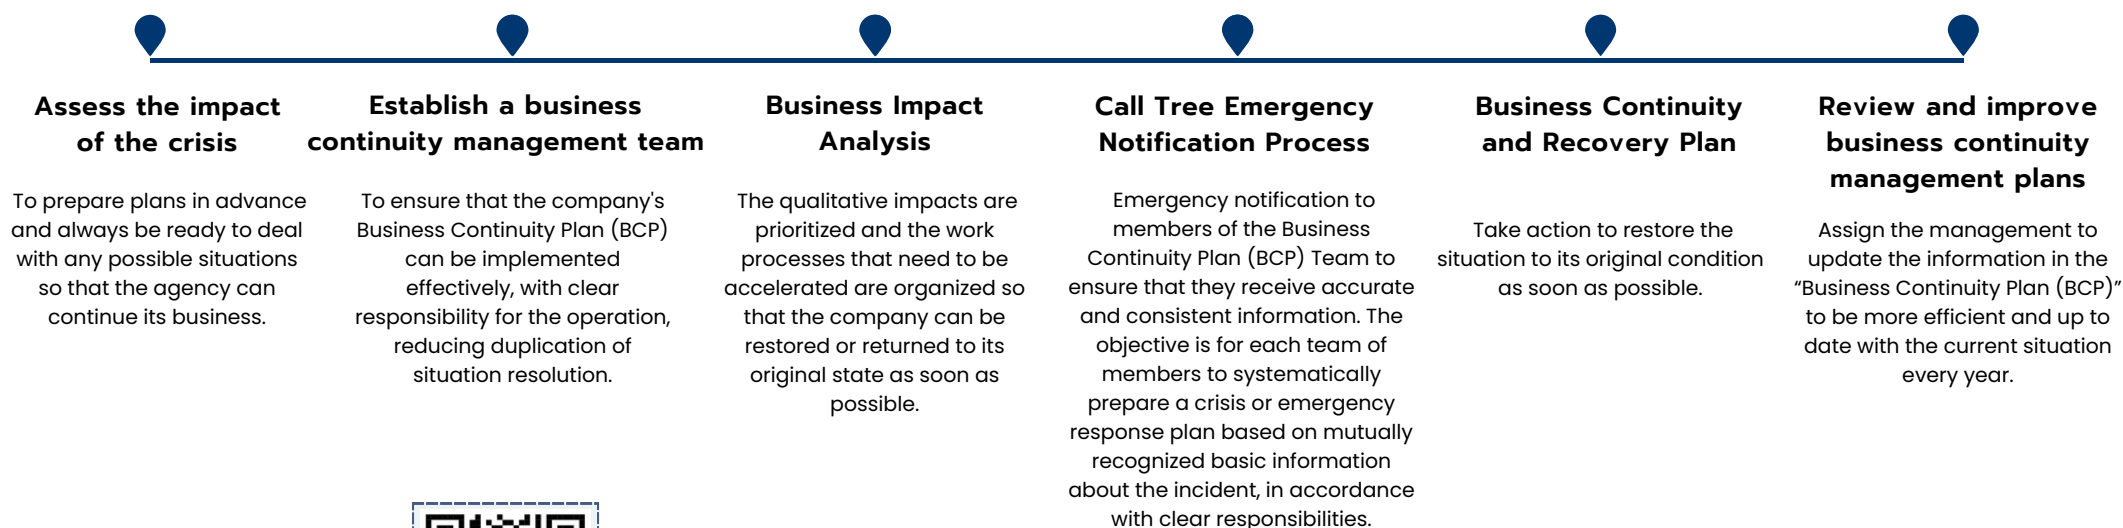 Assess the impact
of the crisis
To prepare plans in advance
and always be ready to deal
with any possible situations
so that the agency can
continue its business.
Establish a business
continuity management team
To ensure that the company's
Business Continuity Plan (BCP)
can be implemented
effectively, with clear
responsibility for the operation,
reducing duplication of
situation resolution.
Business Impact
Analysis
The qualitative impacts are
prioritized and the work
processes that need to be
accelerated are organized so
that the company can be
restored or returned to its
original state as soon as
possible.
Call Tree Emergency
Notification Process
Emergency notification to
members of the Business
Continuity Plan (BCP) Team to
ensure that they receive accurate
and consistent information. The
objective is for each team of
members to systematically
prepare a crisis or emergency
response plan based on mutually
recognized basic information
about the incident, in accordance
with clear responsibilities.
Business Continuity
and Recovery Plan
Take action to restore the
situation to its original condition
as soon as possible.
Review and improve
business continuity
management plans
Assign the management to
update the information in the
“Business Continuity Plan (BCP)”
to be more efficient and up to
date with the current situation
every year.